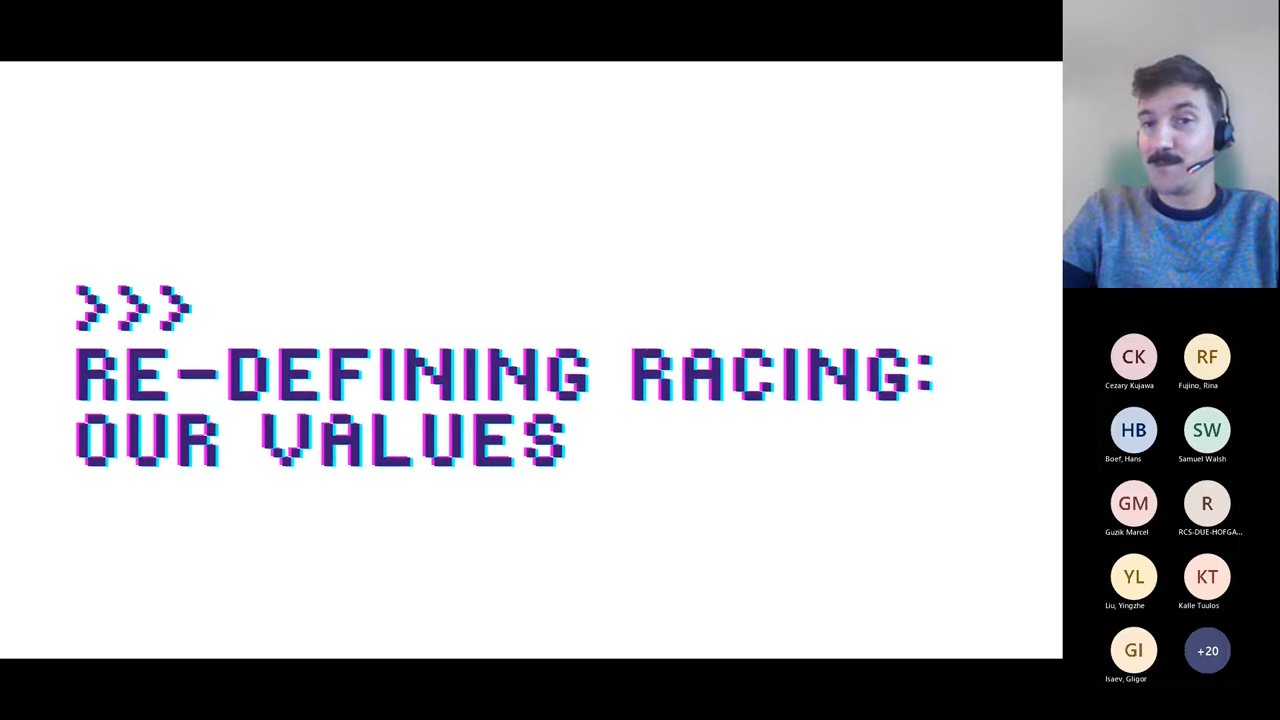 >>>
RE-DEFINING RACING:
OUR VALUES
CK
RF
Cezary Kujawa
Fujino, Rina
HB
SW
Boef, Hans
Samuel Walsh
GM
R
Guzik Marcel
RCS-DUE-HOFGA...
YL
KT
Liu, Yingzhe
Kalle Tuulos
GI
+20
Isaev, Gligor